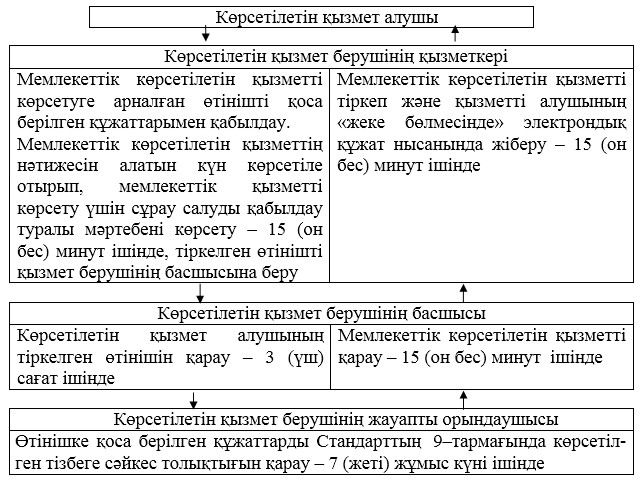 Көрсетілетін қызмет алушы
Көрсетілетін қызмет берушінің қызметкері
Мемлекеттік көрсетілетін қызметті
көрсетуге арналған өтінішті қоса
берілген құжаттарымен қабылдау.
Мемлекеттік көрсетілетін қызметтің
нәтижесін алатын күн көрсетіле
отырып, мемлекеттік қызметті
көрсету үшін сұрау салуды қабылдау
туралы мәртебені көрсету – 15 (он
бес) минут ішінде, тіркелген өтінішті
қызмет берушінің басшысына беру
Мемлекеттік көрсетілетін қызметті
тіркеп және қызметті алушының
«жеке бөлмесінде» электрондық
құжат нысанында жіберу – 15 (он
бес) минут ішінде
Көрсетілетін қызмет берушінің басшысы
Көрсетілетін қызмет алушының
тіркелген өтінішін қарау – 3 (үш)
сағат ішінде
Мемлекеттік көрсетілетін қызметті
қарау – 15 (он бес) минут ішінде
Көрсетілетін қызмет берушінің жауапты орындаушысы
Өтінішке қоса берілген құжаттарды Стандарттың 9–тармағында көрсетіл-
ген тізбеге сәйкес толықтығын қарау – 7 (жеті) жұмыс күні ішінде